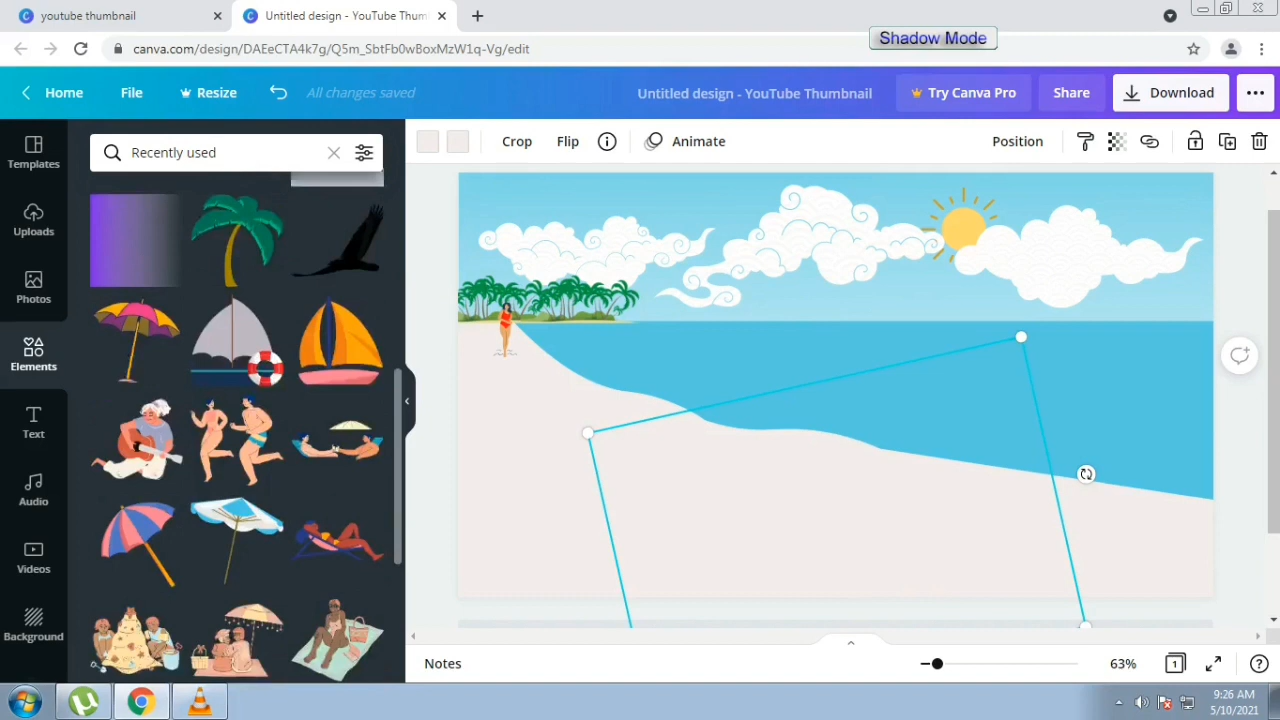 youtube thumbnail
Untitled design - YouTube Thumb
canva.com/design/DAEeCTA4k7g/Q5m_SbtFb0wBoxMzW1q-Vg/edit
Shadow Mode
Home
File
Resize
All changes saved
Untitled design - YouTube Thumbnail
Try Canva Pro
Share
Download
Templates
Uploads
Photos
Elements
Text
Audio
Videos
Background
Recently used
Crop
Flip
Animate
Position
Notes
63%
1
9:26 AM
5/10/2021